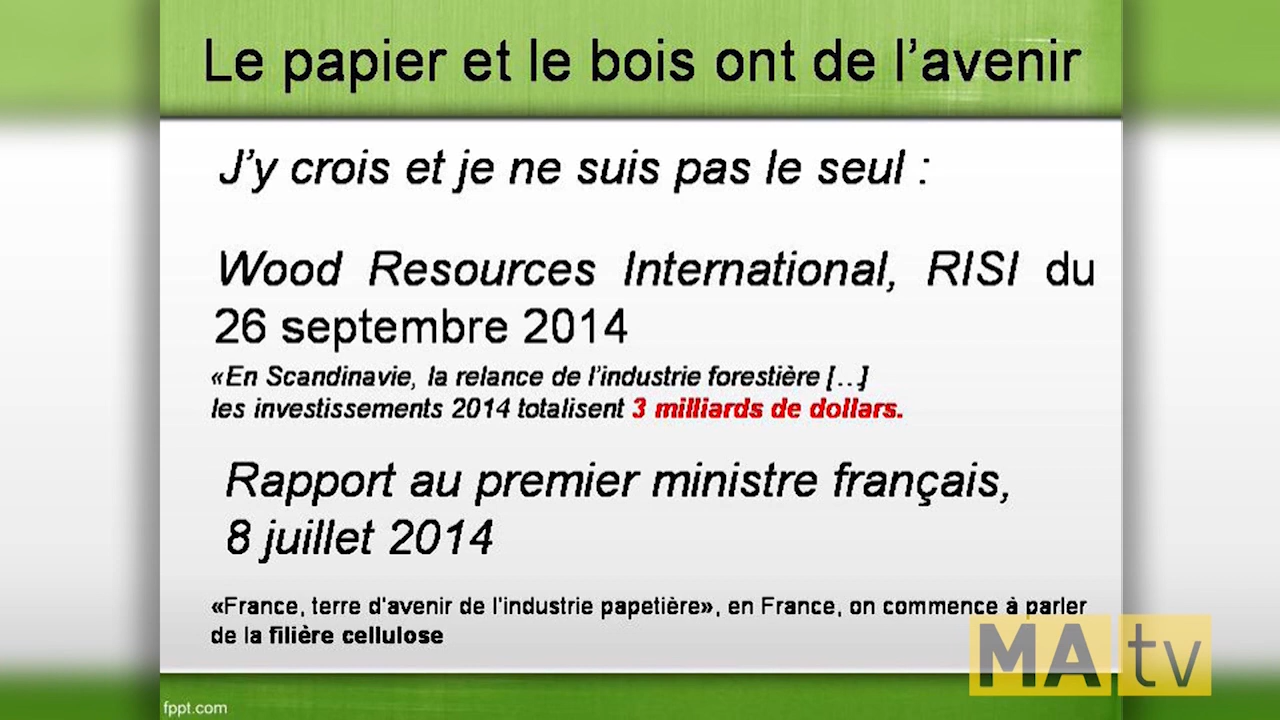 Le papier et le bois ont de l’avenir
J’y crois et je ne suis pas le seul :
Wood Resources International, RISI du
26 septembre 2014
«En Scandinavie, la relance de l’industrie forestière […]
les investissements 2014 totalisent 3 milliards de dollars.
Rapport au premier ministre français,
8 juillet 2014
«France, terre d’avenir de l’industrie papetière», en France, on commence à parler
de la filière cellulose
MAtv
fppt.com